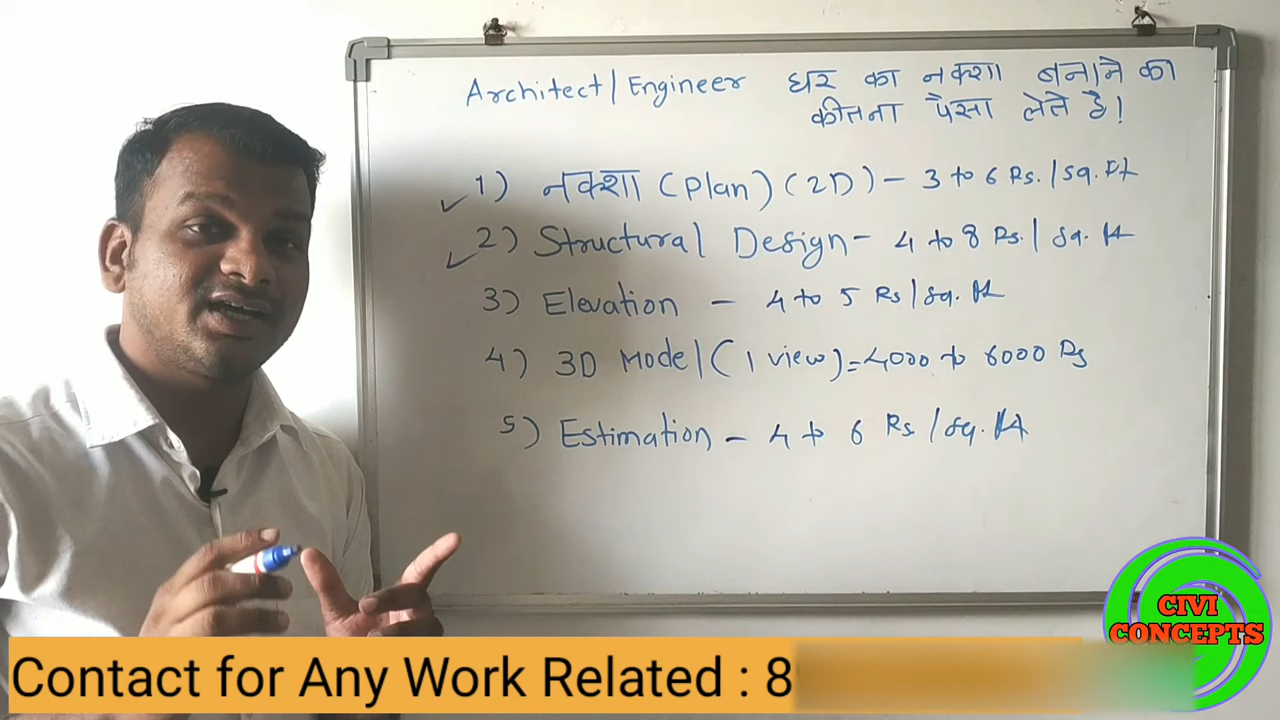 Architect/Engineer घर का नक्शा बनाने का
कीतना पैसा लेते है।
1) नक्शा (Plan) (2D) - 3 to 6 Rs./sq.ft
2) Structural Design - 4 to 8 Rs./sq.ft
3) Elevation - 4 to 5 Rs/sq.ft
4) 3D Model (1 view) = 4000 to 6000 Rs
5) Estimation - 4 to 6 Rs/sq.ft
CIVI
CONCEPTS
Contact for Any Work Related : 8